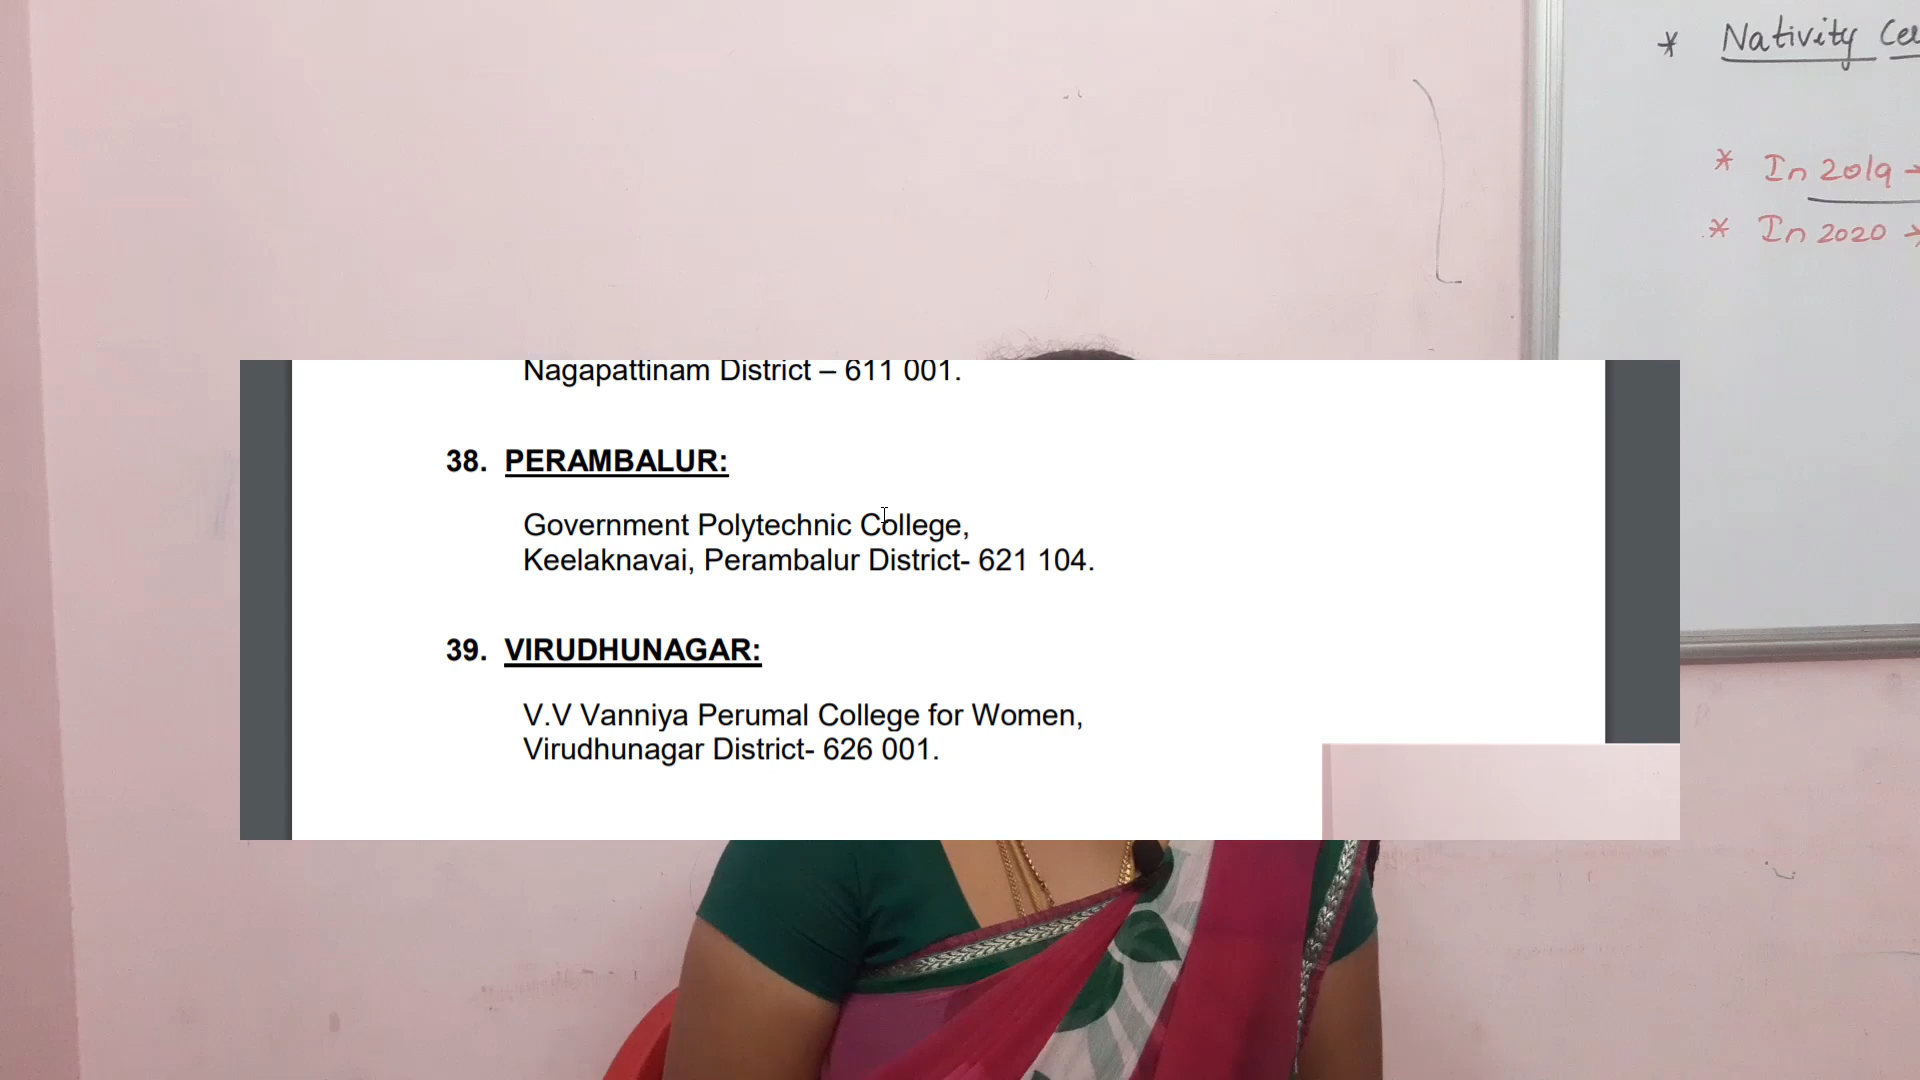 * Nativity
* In 2019 →
* In 2020 →
Nagapattinam District – 611 001.
38. PERAMBALUR:
Government Polytechnic College,
Keelaknavai, Perambalur District- 621 104.
39. VIRUDHUNAGAR:
V.V Vanniya Perumal College for Women,
Virudhunagar District- 626 001.